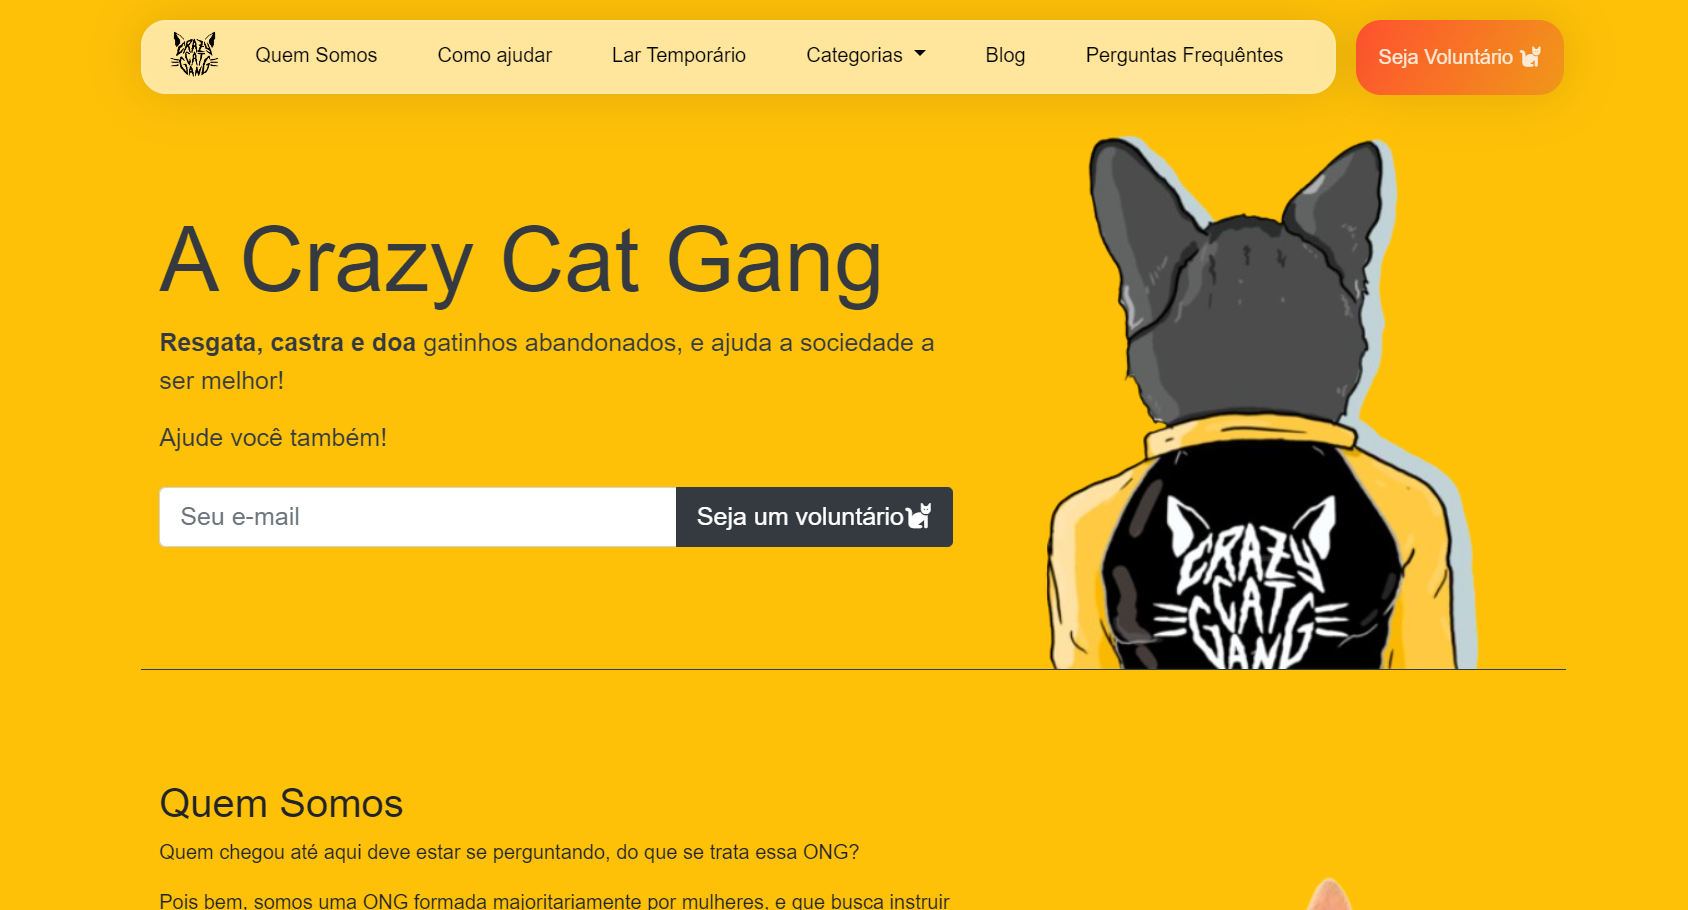 CRAZY
CAT
GANG
Quem Somos
Como ajudar
Lar Temporário
Categorias
Blog
Perguntas Frequêntes
Seja Voluntário
A Crazy Cat Gang
Resgata, castra e doa gatinhos abandonados, e ajuda a sociedade a
ser melhor!
Ajude você também!
Seu e-mail
Seja um voluntário
CRAZY
CAT
GANG
Quem Somos
Quem chegou até aqui deve estar se perguntando, do que se trata essa ONG?
Pois bem, somos uma ONG formada majoritariamente por mulheres, e que busca instruir